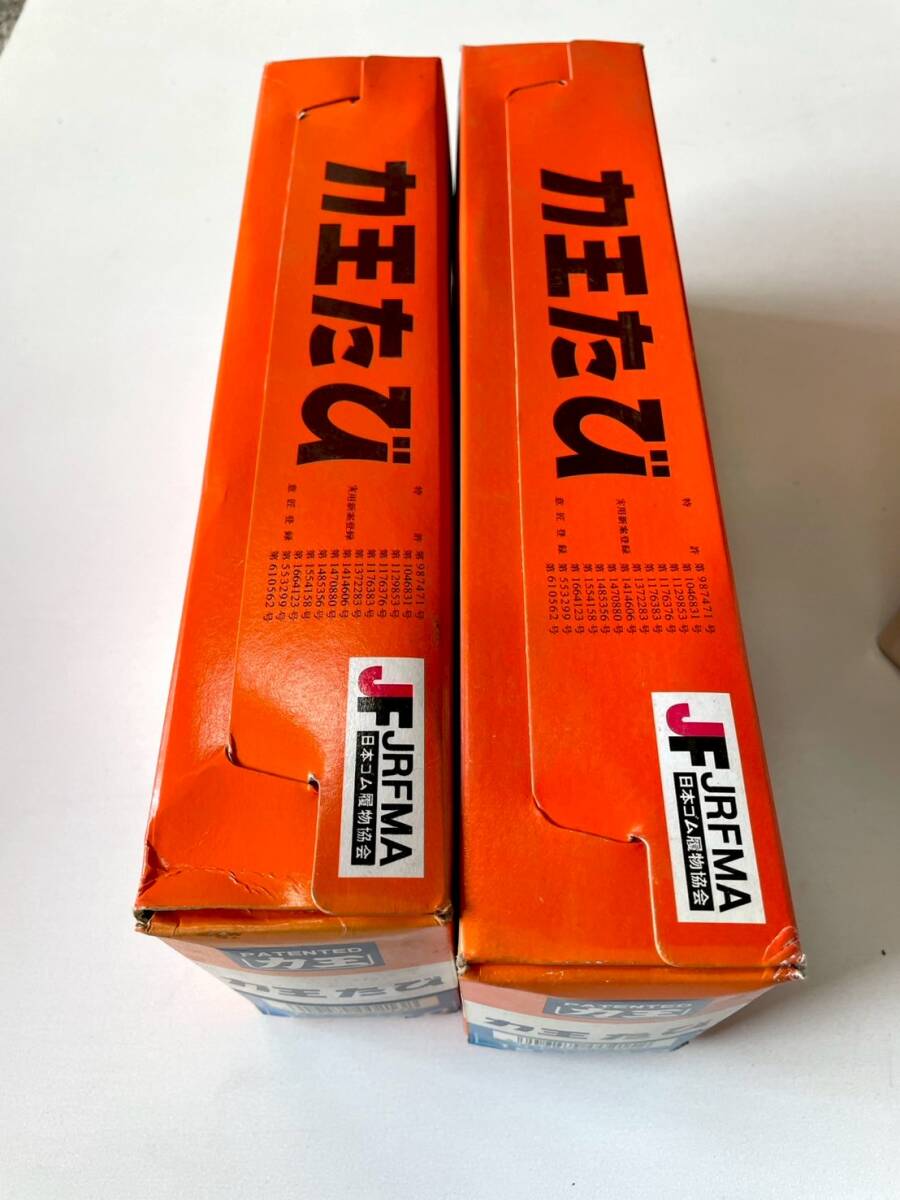 力王たび
特許 第987471号
第1046831号
第1129853号
第1176376号
第1176383号
実用新案登録 第1372283号
第1414606号
第1470880号
第1485356号
第1554158号
第1664123号
意匠登録 第553299号
第610562号
JF JRFMA
日本ゴム履物協会
PATENTED
力王
力王たび
力王たび
特許 第987471号
第1046831号
第1129853号
第1176376号
第1176383号
実用新案登録 第1372283号
第1414606号
第1470880号
第1485356号
第1554158号
第1664123号
意匠登録 第553299号
第610562号
JF JRFMA
日本ゴム履物協会
PATENTED
力王
力王たび